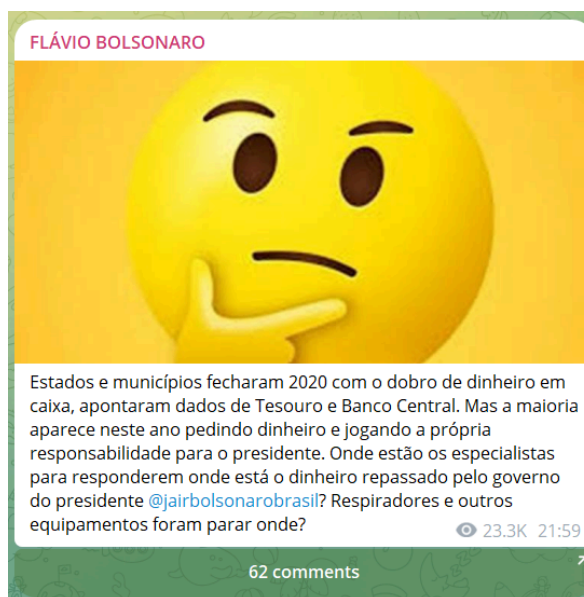 FLÁVIO BOLSONARO
Estados e municípios fecharam 2020 com o dobro de dinheiro em
caixa, apontaram dados de Tesouro e Banco Central. Mas a maioria
aparece neste ano pedindo dinheiro e jogando a própria
responsabilidade para o presidente. Onde estão os especialistas
para responderem onde está o dinheiro repassado pelo governo
do presidente @jairbolsonarobrasil? Respiradores e outros
equipamentos foram parar onde?
23.3K 21:59
62 comments